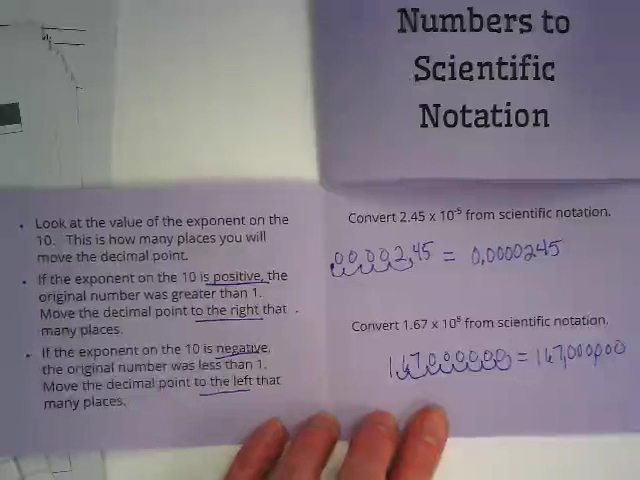 Numbers to
Scientific
Notation
• Look at the value of the exponent on the
10. This is how many places you will
move the decimal point.
• If the exponent on the 10 is positive, the
original number was greater than 1.
Move the decimal point to the right that
many places.
• If the exponent on the 10 is negative,
the original number was less than 1.
Move the decimal point to the left that
many places.
Convert 2.45 x 10⁻⁵ from scientific notation.
00,002,45 = 0.0000245
Convert 1.67 x 10⁸ from scientific notation.
167000000 = 167,000,000